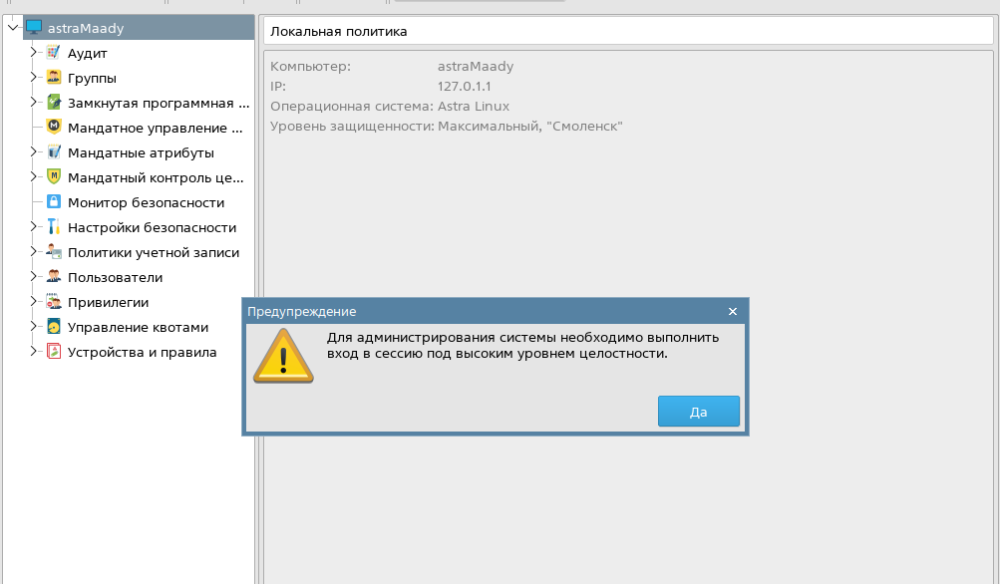 astraMaady
Аудит
Группы
Замкнутая программная ...
Мандатное управление ...
Мандатные атрибуты
Мандатный контроль це...
Монитор безопасности
Настройки безопасности
Политики учетной записи
Пользователи
Привилегии
Управление квотами
Устройства и правила
Локальная политика
Компьютер: astraMaady
IP: 127.0.1.1
Операционная система: Astra Linux
Уровень защищенности: Максимальный, "Смоленск"
Предупреждение
Для администрирования системы необходимо выполнить
вход в сессию под высоким уровнем целостности.
Да